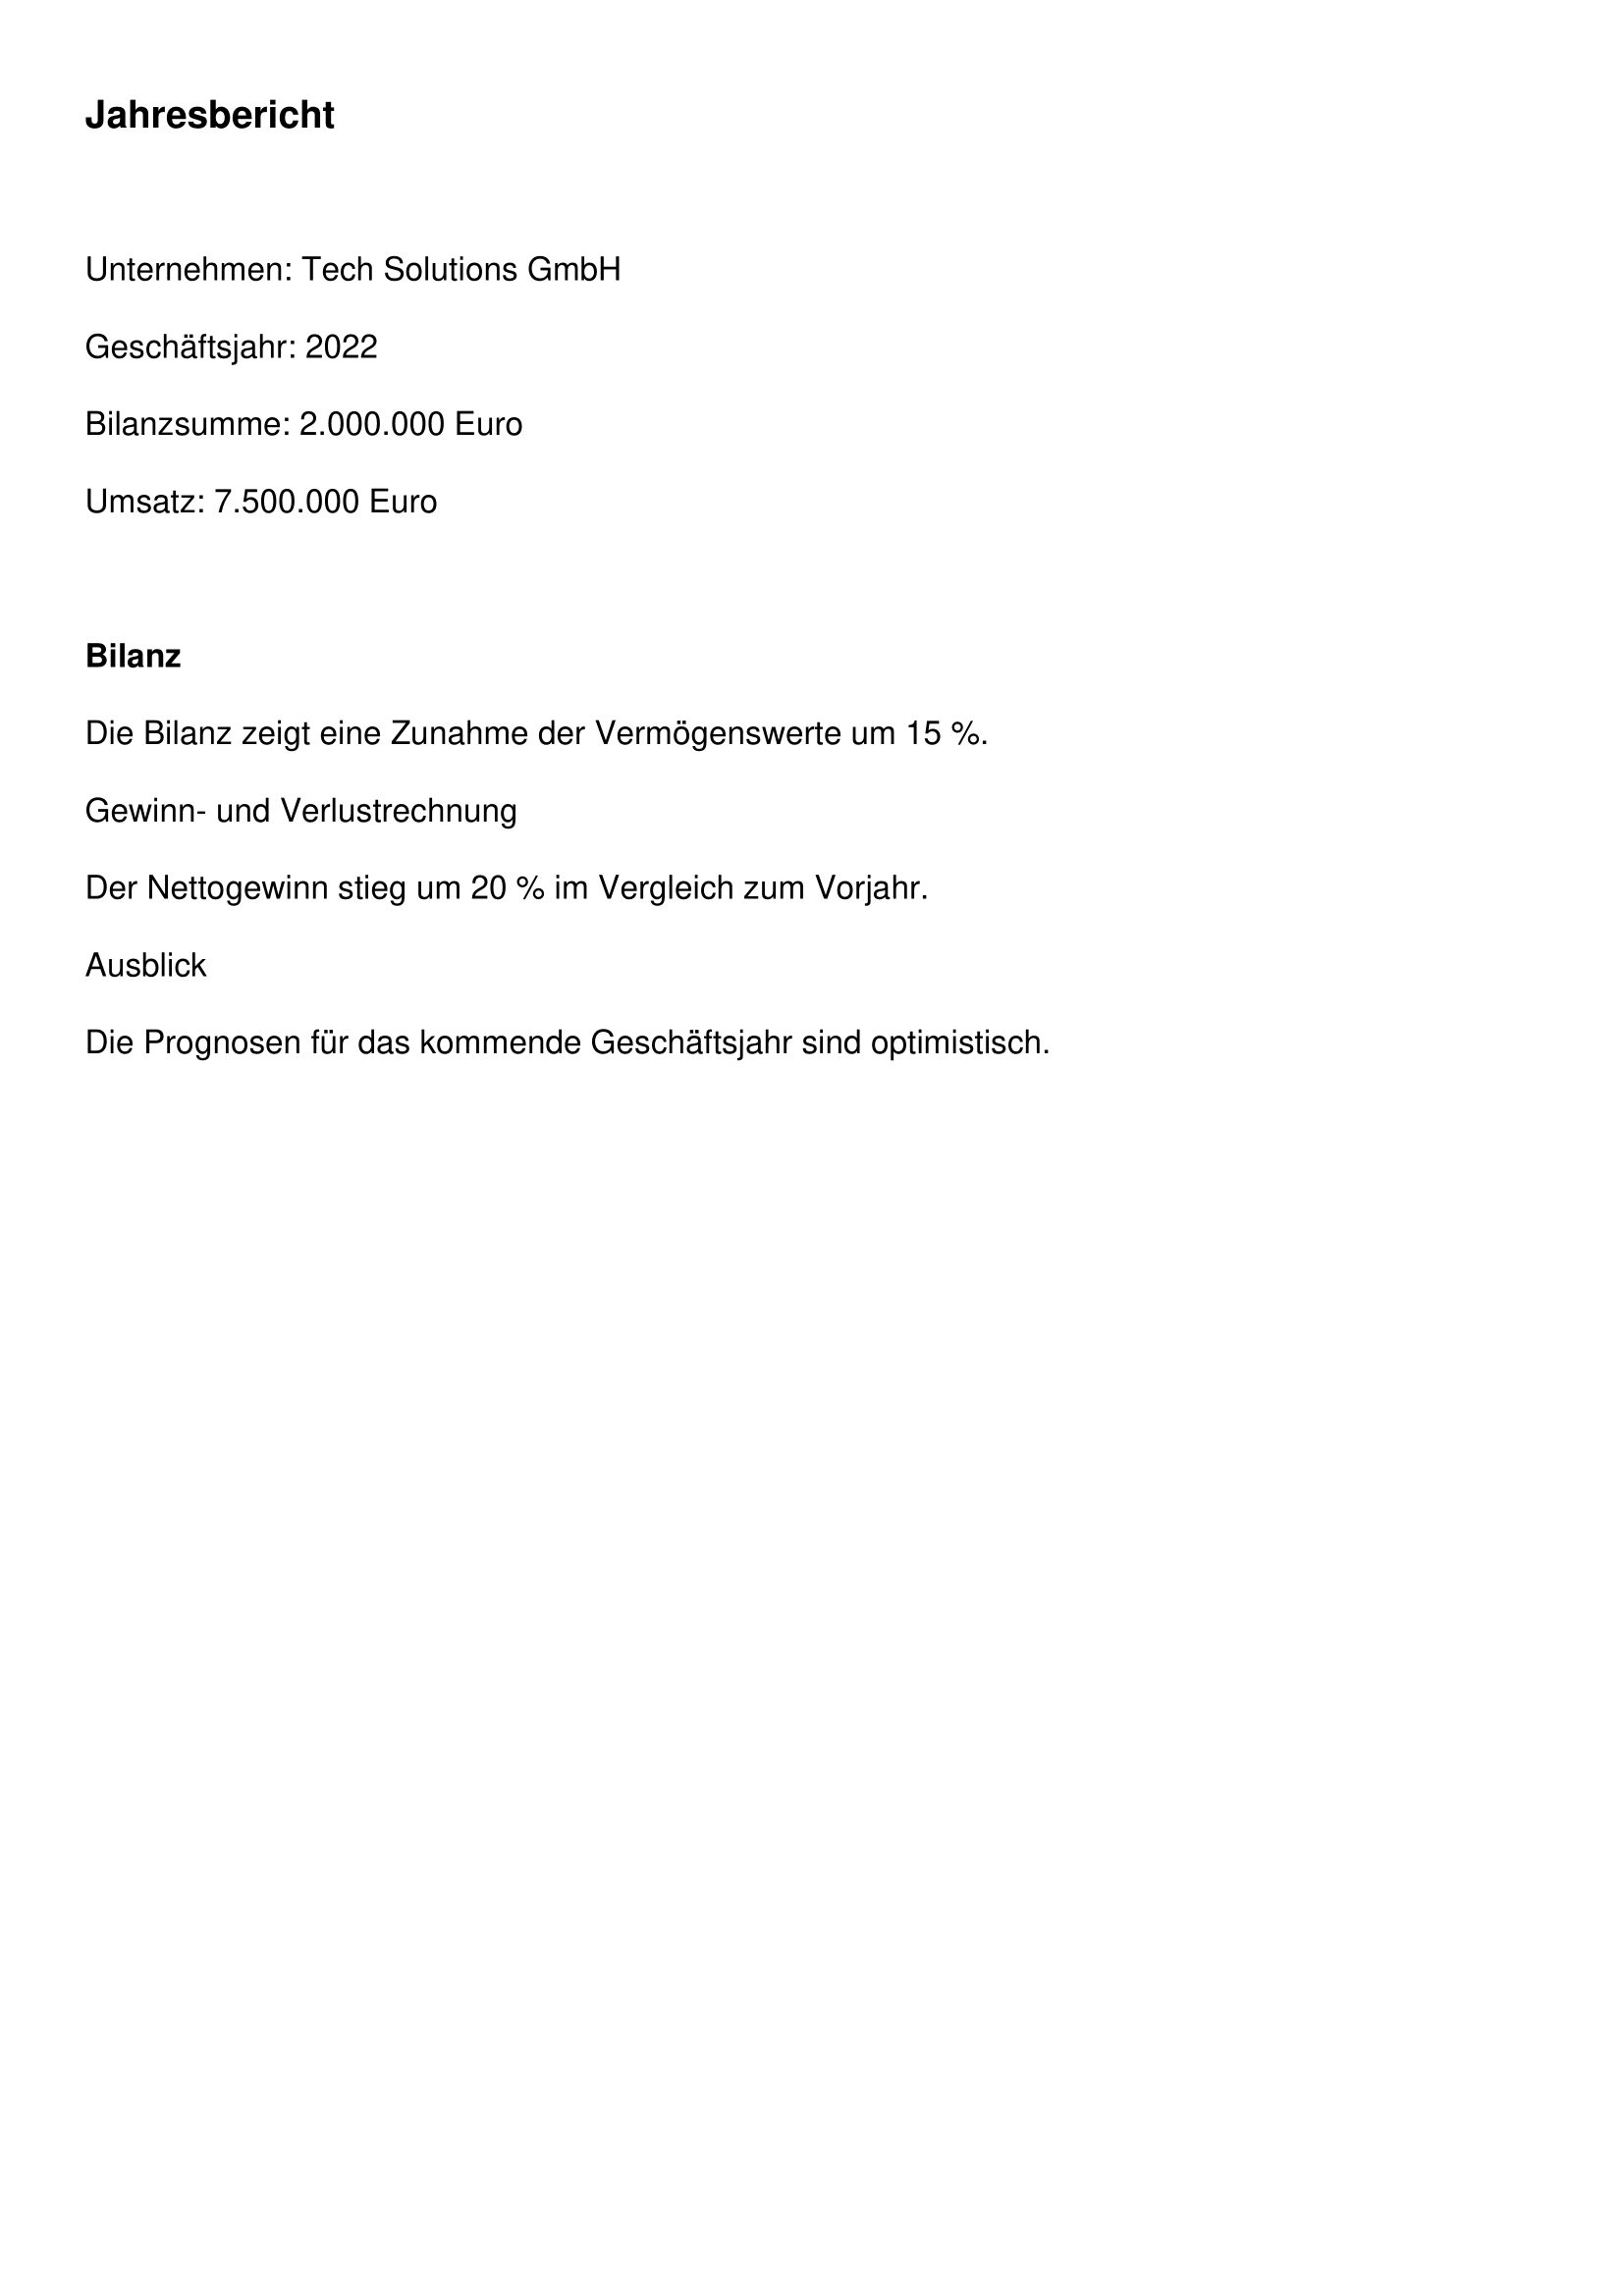 Jahresbericht
Unternehmen: Tech Solutions GmbH
Geschäftsjahr: 2022
Bilanzsumme: 2.000.000 Euro
Umsatz: 7.500.000 Euro
Bilanz
Die Bilanz zeigt eine Zunahme der Vermögenswerte um 15 %.
Gewinn- und Verlustrechnung
Der Nettogewinn stieg um 20 % im Vergleich zum Vorjahr.
Ausblick
Die Prognosen für das kommende Geschäftsjahr sind optimistisch.